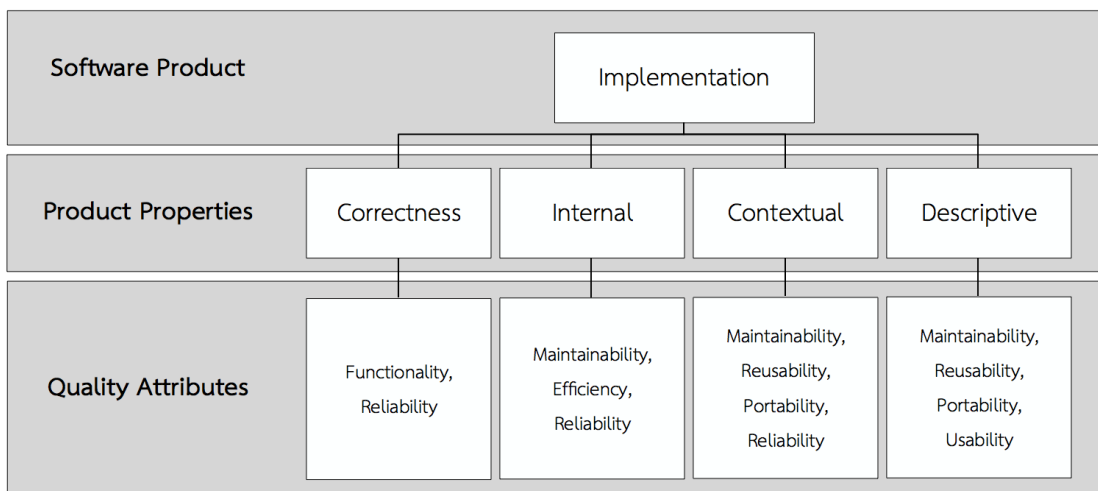 Software Product
Implementation
Product Properties
Correctness
Internal
Contextual
Descriptive
Quality Attributes
Functionality,
Reliability
Maintainability,
Efficiency,
Reliability
Maintainability,
Reusability,
Portability,
Reliability
Maintainability,
Reusability,
Portability,
Usability